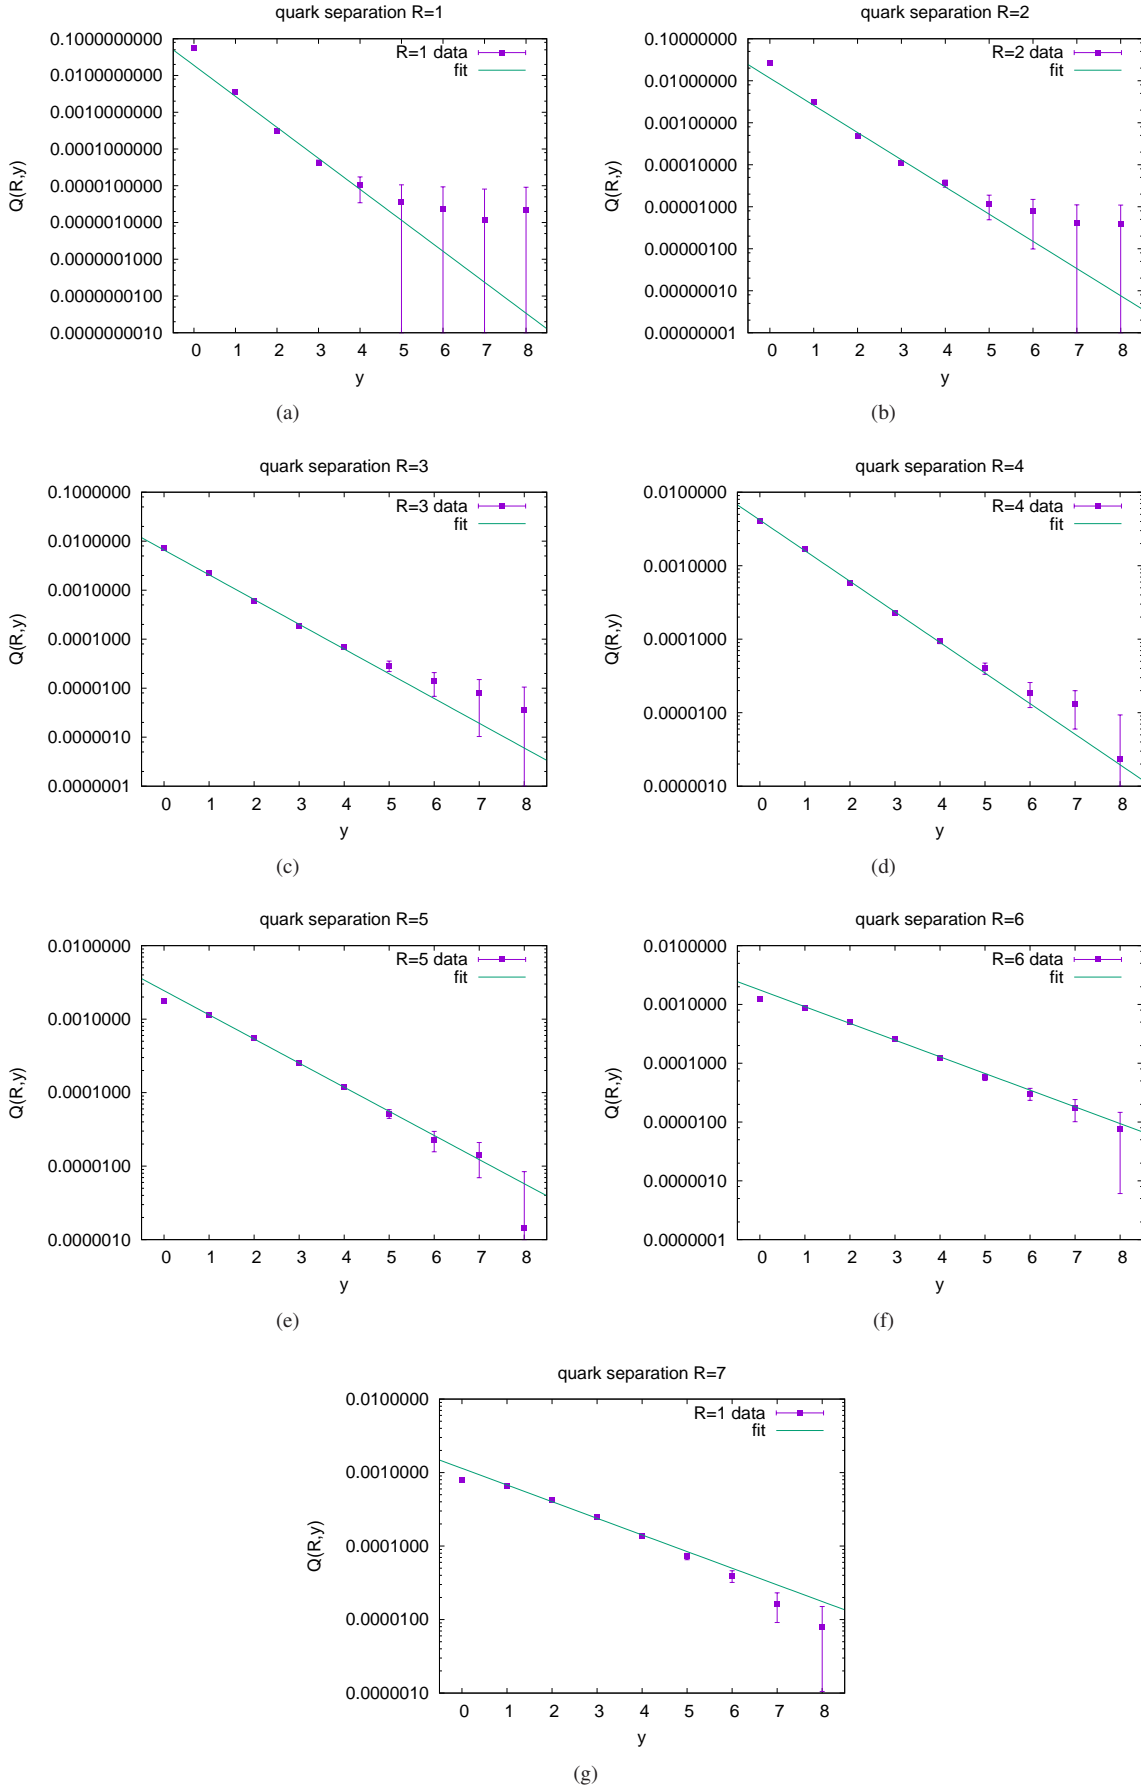 quark separation R=1
0.1000000000
0.0100000000
0.0010000000
0.0001000000
0.0000100000
0.0000010000
0.0000001000
0.0000000100
0.0000000010
Q(R,y)
R=1 data
fit
0 1 2 3 4 5 6 7 8
y
(a)
quark separation R=2
0.10000000
0.01000000
0.00100000
0.00010000
0.00001000
0.00000100
0.00000010
0.00000001
Q(R,y)
R=2 data
fit
0 1 2 3 4 5 6 7 8
y
(b)
quark separation R=3
0.1000000
0.0100000
0.0010000
0.0001000
0.0000100
0.0000010
0.0000001
Q(R,y)
R=3 data
fit
0 1 2 3 4 5 6 7 8
y
(c)
quark separation R=4
0.0100000
0.0010000
0.0001000
0.0000100
0.0000010
Q(R,y)
R=4 data
fit
0 1 2 3 4 5 6 7 8
y
(d)
quark separation R=5
0.0100000
0.0010000
0.0001000
0.0000100
0.0000010
Q(R,y)
R=5 data
fit
0 1 2 3 4 5 6 7 8
y
(e)
quark separation R=6
0.0100000
0.0010000
0.0001000
0.0000100
0.0000010
0.0000001
Q(R,y)
R=6 data
fit
0 1 2 3 4 5 6 7 8
y
(f)
quark separation R=7
0.0100000
0.0010000
0.0001000
0.0000100
0.0000010
Q(R,y)
R=1 data
fit
0 1 2 3 4 5 6 7 8
y
(g)